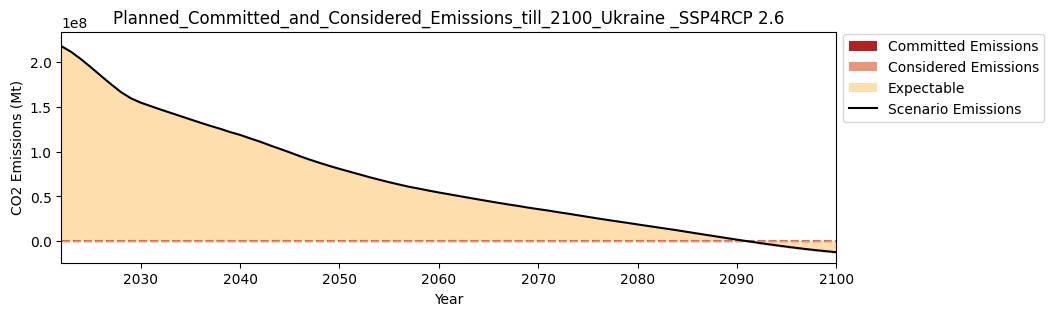 Planned_Committed_and_Considered_Emissions_till_2100_Ukraine _SSP4RCP 2.6
1e8
2.0
1.5
1.0
0.5
0.0
CO2 Emissions (Mt)
2030 2040 2050 2060 2070 2080 2090 2100
Year
Committed Emissions
Considered Emissions
Expectable
Scenario Emissions